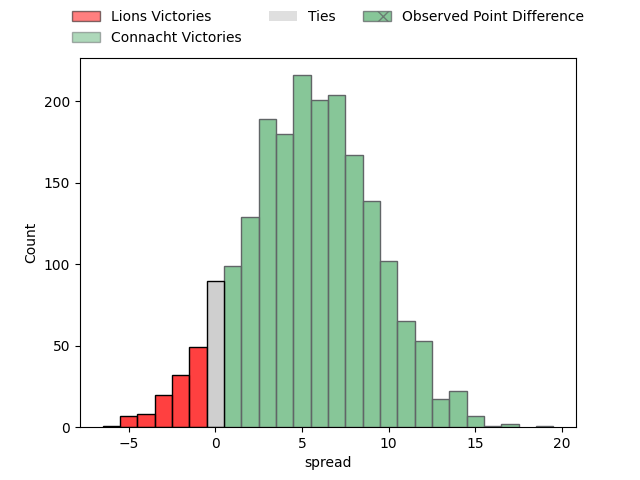 Lions Victories
Connacht Victories
Ties
Observed Point Difference
200
150
100
50
0
Count
−5
0
5
10
15
20
spread